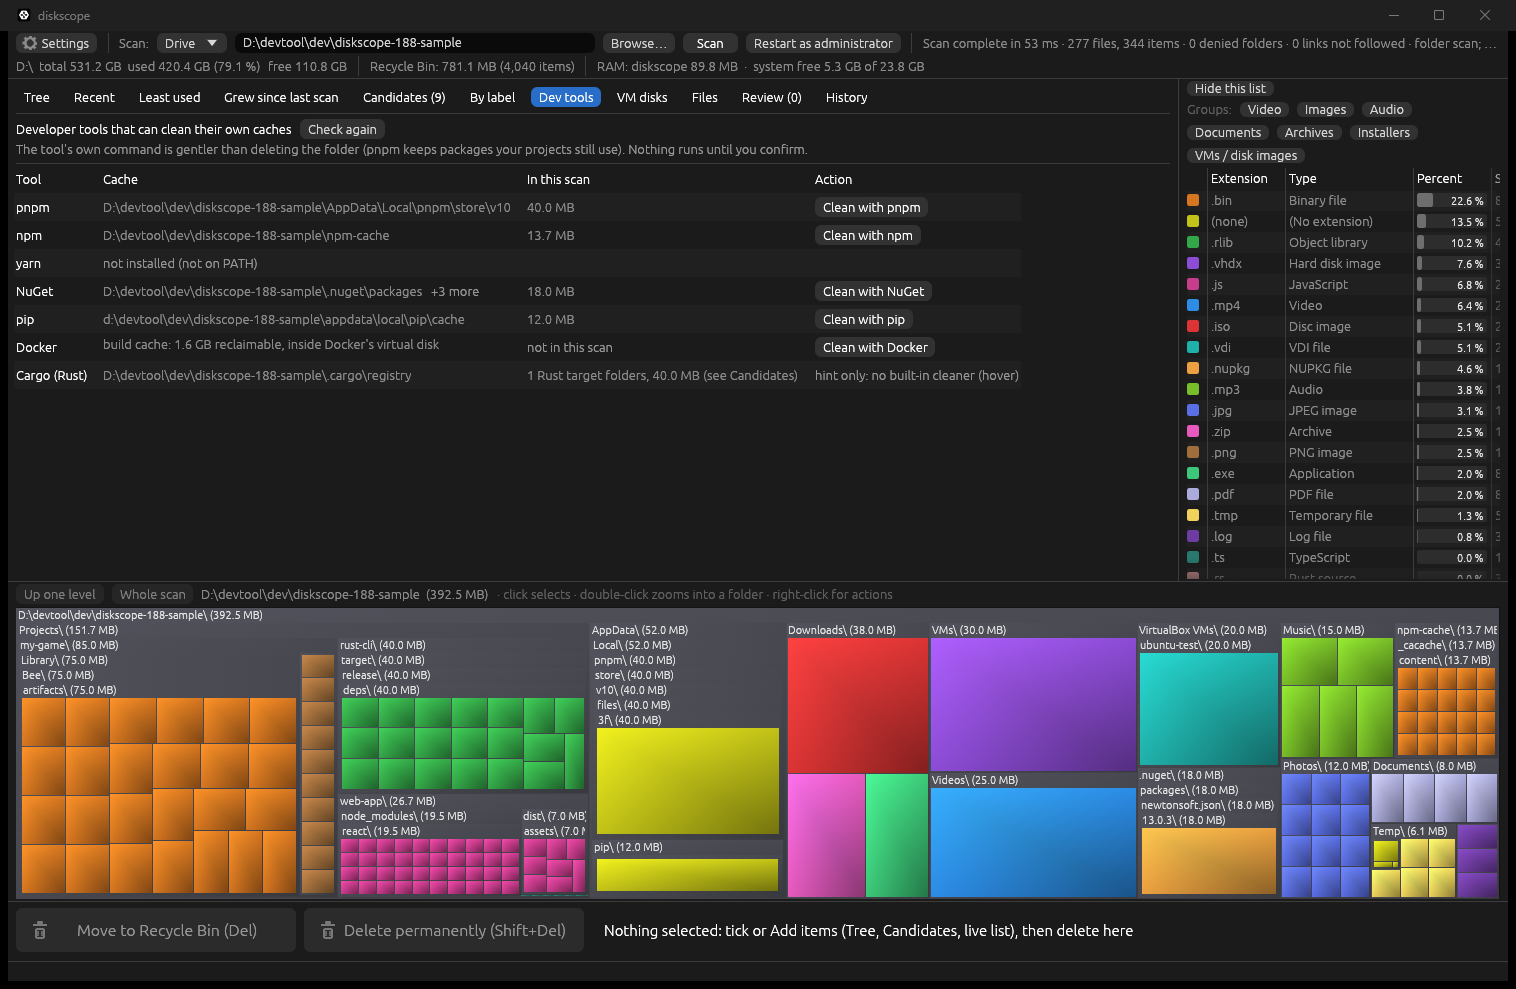 diskscope
Settings Scan: Drive D:\devtool\dev\diskscope-188-sample Browse... Scan Restart as administrator Scan complete in 53 ms · 277 files, 344 items · 0 denied folders · 0 links not followed · folder scan; ...
D:\ total 531.2 GB used 420.4 GB (79.1 %) free 110.8 GB Recycle Bin: 781.1 MB (4,040 items) RAM: diskscope 89.8 MB · system free 5.3 GB of 23.8 GB
Tree Recent Least used Grew since last scan Candidates (9) By label Dev tools VM disks Files Review (0) History
Developer tools that can clean their own caches Check again
The tool's own command is gentler than deleting the folder (pnpm keeps packages your projects still use). Nothing runs until you confirm.
Tool Cache In this scan Action
pnpm D:\devtool\dev\diskscope-188-sample\AppData\Local\pnpm\store\v10 40.0 MB Clean with pnpm
npm D:\devtool\dev\diskscope-188-sample\npm-cache 13.7 MB Clean with npm
yarn not installed (not on PATH)
NuGet D:\devtool\dev\diskscope-188-sample\.nuget\packages +3 more 18.0 MB Clean with NuGet
pip d:\devtool\dev\diskscope-188-sample\appdata\local\pip\cache 12.0 MB Clean with pip
Docker build cache: 1.6 GB reclaimable, inside Docker's virtual disk not in this scan Clean with Docker
Cargo (Rust) D:\devtool\dev\diskscope-188-sample\.cargo\registry 1 Rust target folders, 40.0 MB (see Candidates) hint only: no built-in cleaner (hover)
Hide this list
Groups: Video Images Audio
Documents Archives Installers
VMs / disk images
Extension Type Percent S
.bin Binary file 22.6 %
(none) (No extension) 13.5 %
.rlib Object library 10.2 %
.vhdx Hard disk image 7.6 %
.js JavaScript 6.8 %
.mp4 Video 6.4 %
.iso Disc image 5.1 %
.vdi VDI file 5.1 %
.nupkg NUPKG file 4.6 %
.mp3 Audio 3.8 %
.jpg JPEG image 3.1 %
.zip Archive 2.5 %
.png PNG image 2.5 %
.exe Application 2.0 %
.pdf PDF file 2.0 %
.tmp Temporary file 1.3 %
.log Log file 0.8 %
.ts TypeScript 0.0 %
.rs Rust source 0.0 %
Up one level Whole scan D:\devtool\dev\diskscope-188-sample (392.5 MB) · click selects · double-click zooms into a folder · right-click for actions
D:\devtool\dev\diskscope-188-sample\ (392.5 MB)
Projects\ (151.7 MB)
my-game\ (85.0 MB)
Library\ (75.0 MB)
Bee\ (75.0 MB)
artifacts\ (75.0 MB)
rust-cli\ (40.0 MB)
target\ (40.0 MB)
release\ (40.0 MB)
deps\ (40.0 MB)
web-app\ (26.7 MB)
node_modules\ (19.5 MB)
react\ (19.5 MB)
dist\ (7.0 MB)
assets\ (7.0
AppData\ (52.0 MB)
Local\ (52.0 MB)
pnpm\ (40.0 MB)
store\ (40.0 MB)
v10\ (40.0 MB)
files\ (40.0 MB)
3f\ (40.0 MB)
pip\ (12.0 MB)
Downloads\ (38.0 MB)
VMs\ (30.0 MB)
Videos\ (25.0 MB)
VirtualBox VMs\ (20.0 MB)
ubuntu-test\ (20.0 MB)
.nuget\ (18.0 MB)
packages\ (18.0 MB)
newtonsoft.json\ (18.0 MB)
13.0.3\ (18.0 MB)
Music\ (15.0 MB)
npm-cache\ (13.7 M
_cacache\ (13.7 MB)
content\ (13.7 MB)
Photos\ (12.0 MB)
Documents\ (8.0 MB)
Temp\ (6.1 MB)
Move to Recycle Bin (Del) Delete permanently (Shift+Del) Nothing selected: tick or Add items (Tree, Candidates, live list), then delete here